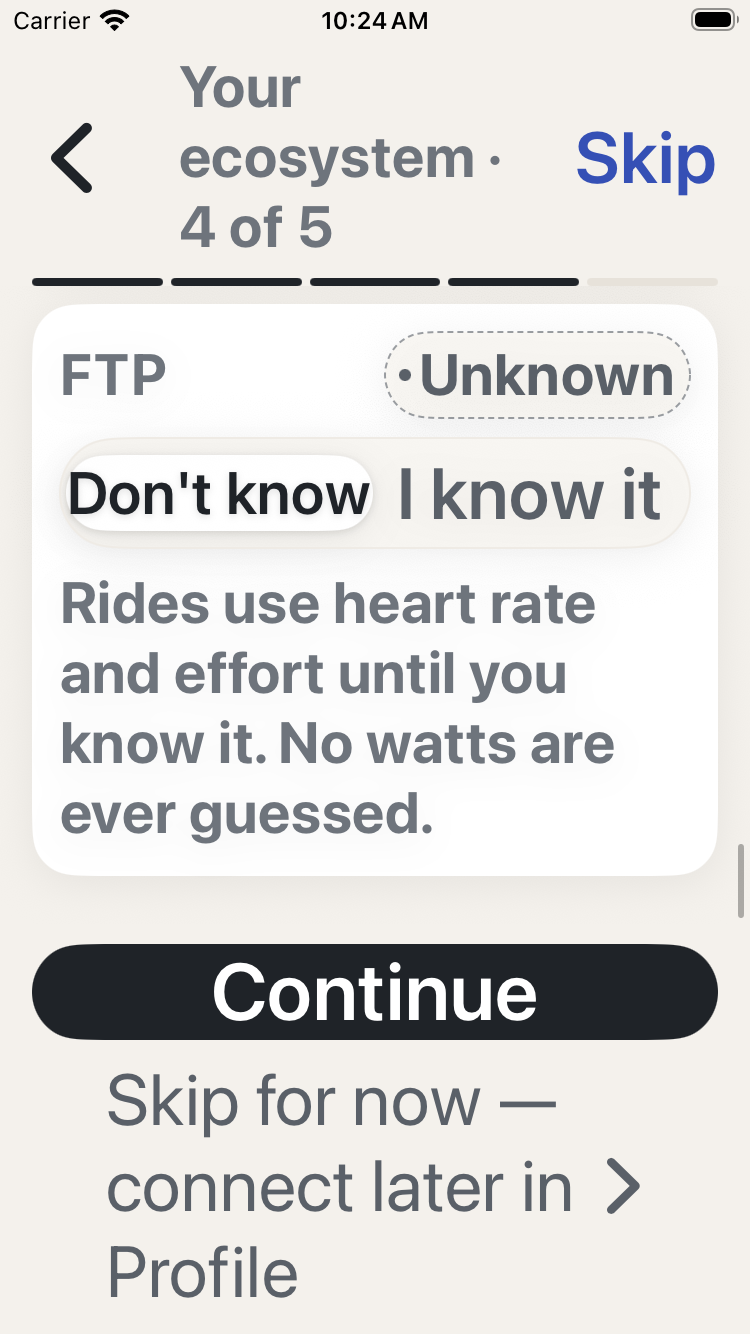 Carrier 10:24 AM
Your
ecosystem ·
4 of 5
Skip
FTP
•Unknown
Don't know
I know it
Rides use heart rate
and effort until you
know it. No watts are
ever guessed.
Continue
Skip for now —
connect later in
Profile